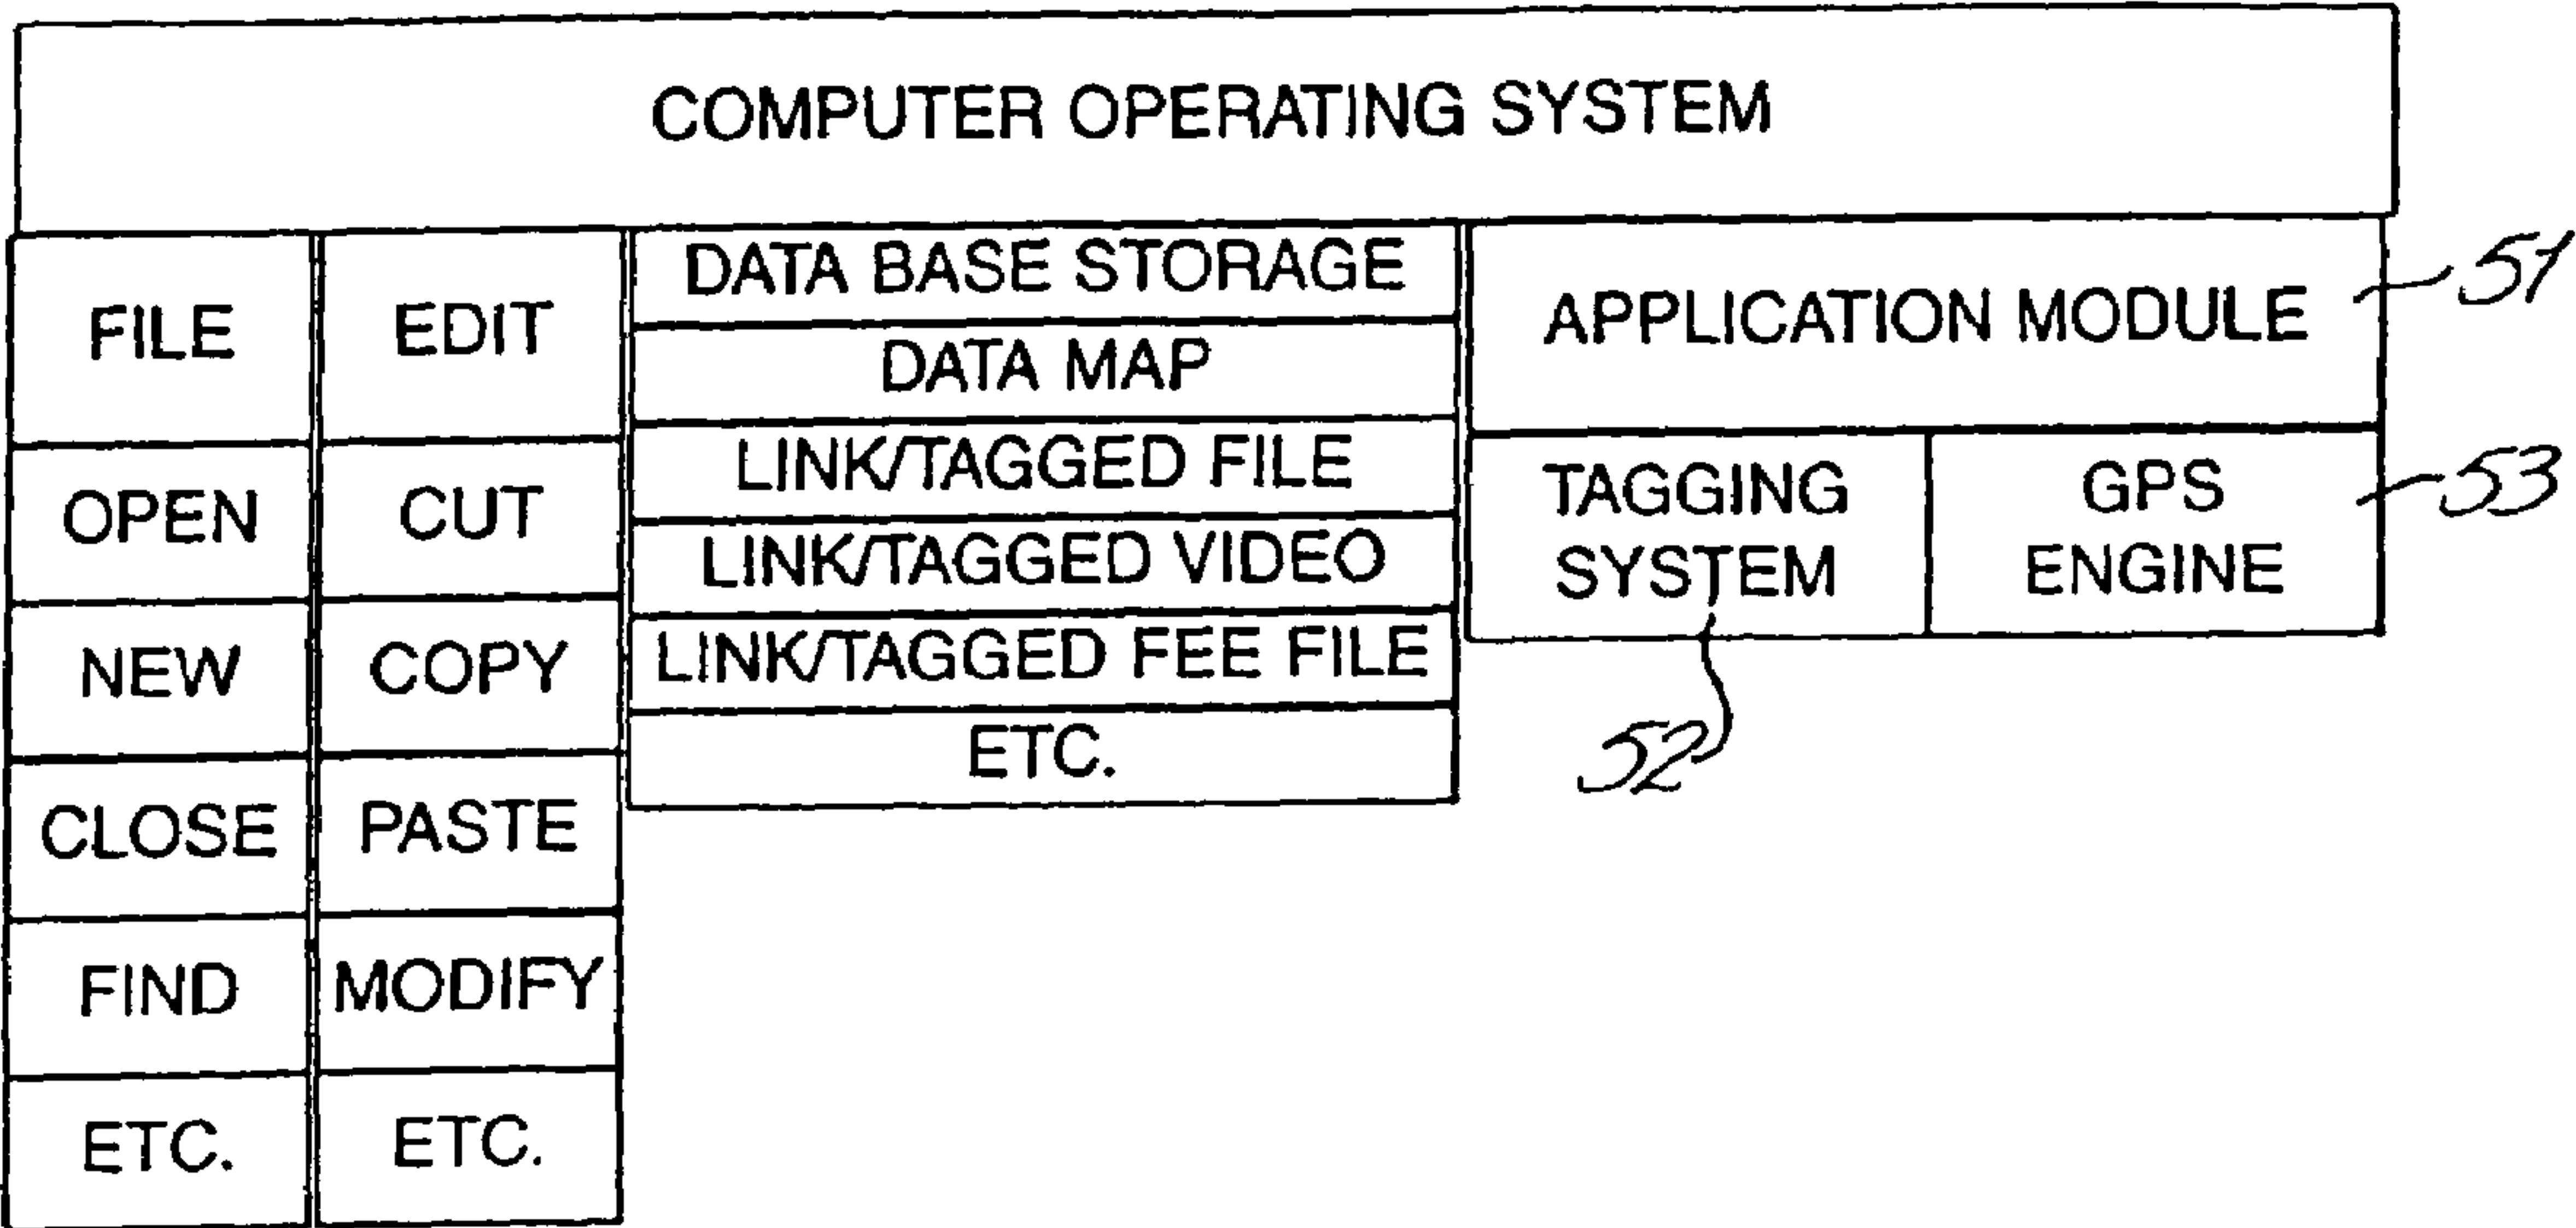 COMPUTER OPERATING SYSTEM
FILE
OPEN
NEW
CLOSE
FIND
ETC.
EDIT
CUT
COPY
PASTE
MODIFY
ETC.
DATA BASE STORAGE
DATA MAP
LINK/TAGGED FILE
LINK/TAGGED VIDEO
LINK/TAGGED FEE FILE
ETC.
APPLICATION MODULE
51
TAGGING
SYSTEM
52
GPS
ENGINE
53